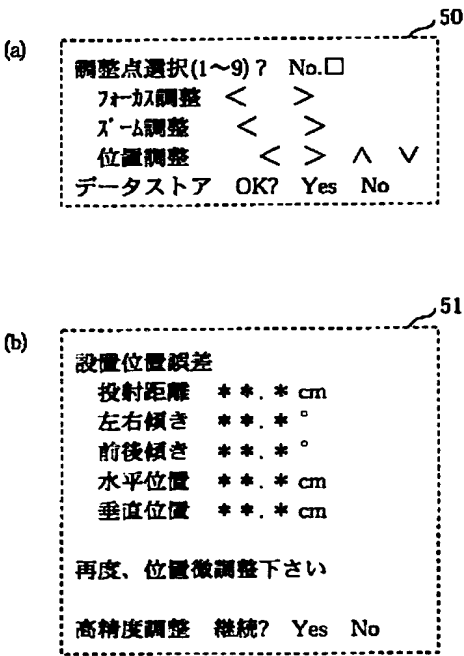 50
(a)
調整点選択(1～9)? No.□
フォーカス調整 < >
ズーム調整 < >
位置調整 < > ∧ ∨
データストア OK? Yes No
51
(b)
設置位置誤差
投射距離 **.* cm
左右傾き **.* °
前後傾き **.* °
水平位置 **.* cm
垂直位置 **.* cm
再度、位置微調整下さい
高精度調整 継続? Yes No